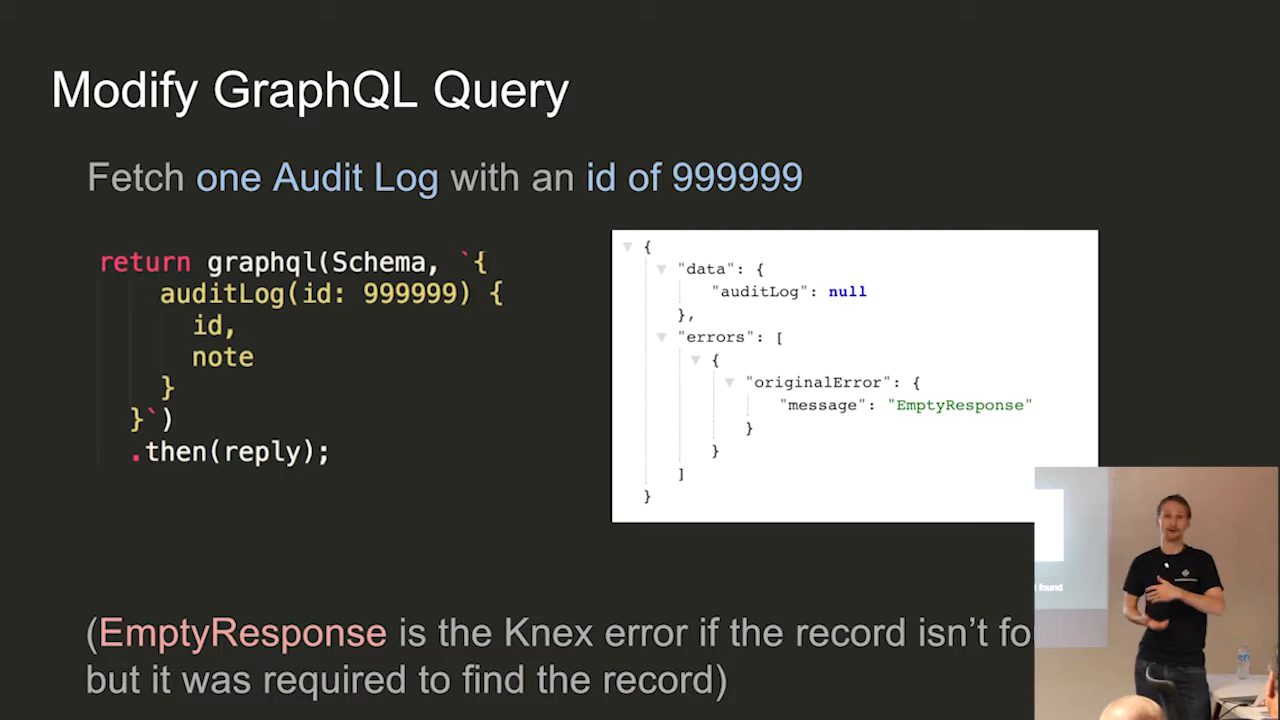 Modify GraphQL Query
Fetch one Audit Log with an id of 999999
return graphql(Schema, `{
auditLog(id: 999999) {
id,
note
}
}`)
.then(reply);
{
"data": {
"auditLog": null
},
"errors": [
{
"originalError": {
"message": "EmptyResponse"
}
}
]
}
(EmptyResponse is the Knex error if the record isn't fo
but it was required to find the record)
found